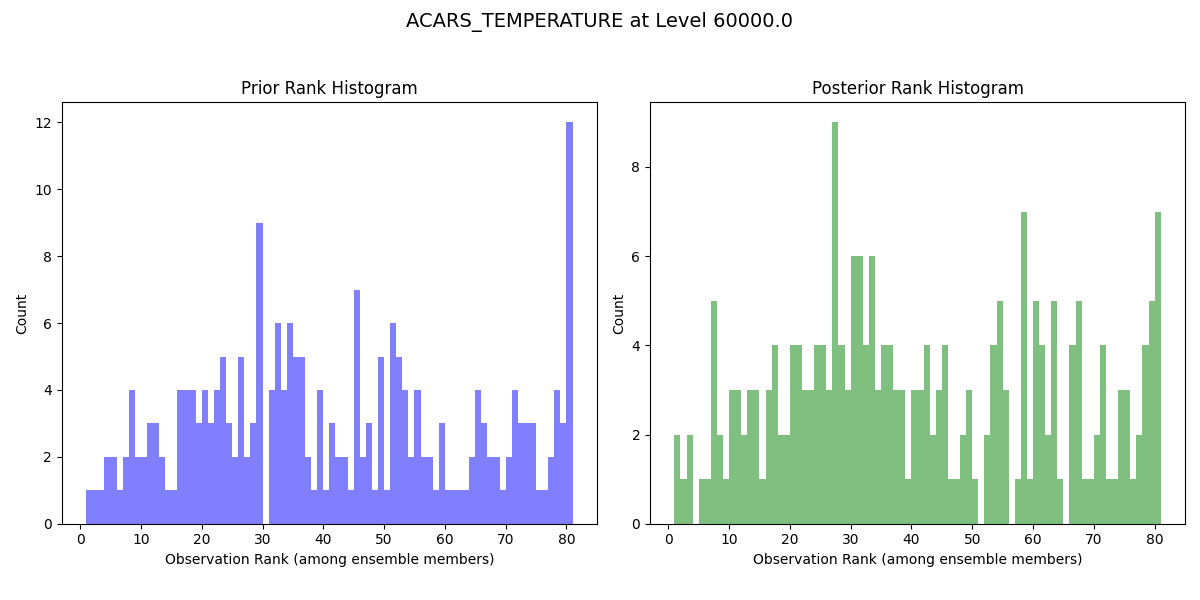 ACARS_TEMPERATURE at Level 60000.0
Prior Rank Histogram
Count
12
10
8
6
4
2
0
0 10 20 30 40 50 60 70 80
Observation Rank (among ensemble members)
Posterior Rank Histogram
Count
8
6
4
2
0
0 10 20 30 40 50 60 70 80
Observation Rank (among ensemble members)